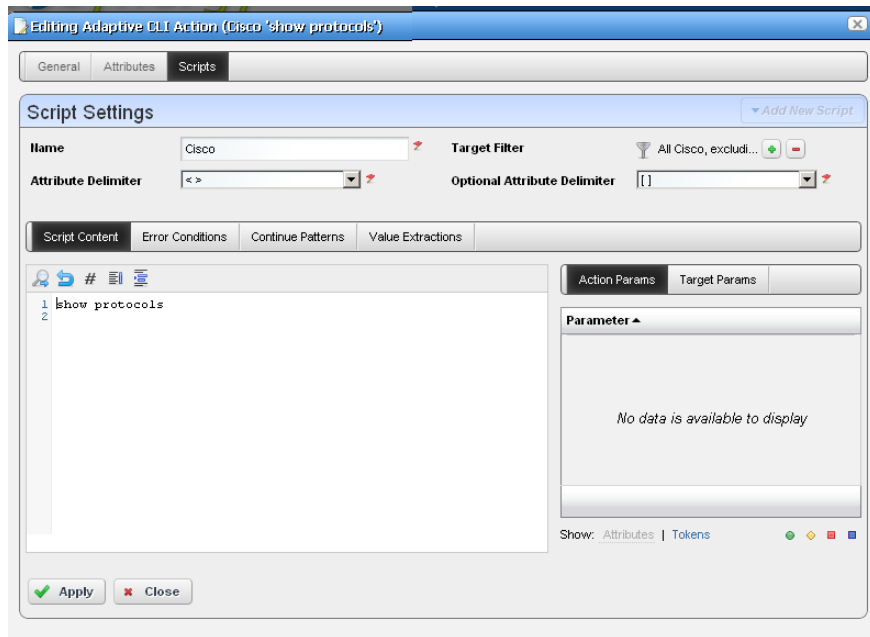 Editing Adaptive CLI Action (Cisco 'show protocols')
General Attributes Scripts
Script Settings
Add New Script
Name Cisco Target Filter All Cisco, excludi...
Attribute Delimiter < > Optional Attribute Delimiter [ ]
Script Content Error Conditions Continue Patterns Value Extractions
#
Action Params Target Params
1 show protocols
2
Parameter
No data is available to display
Show: Attributes | Tokens
Apply Close